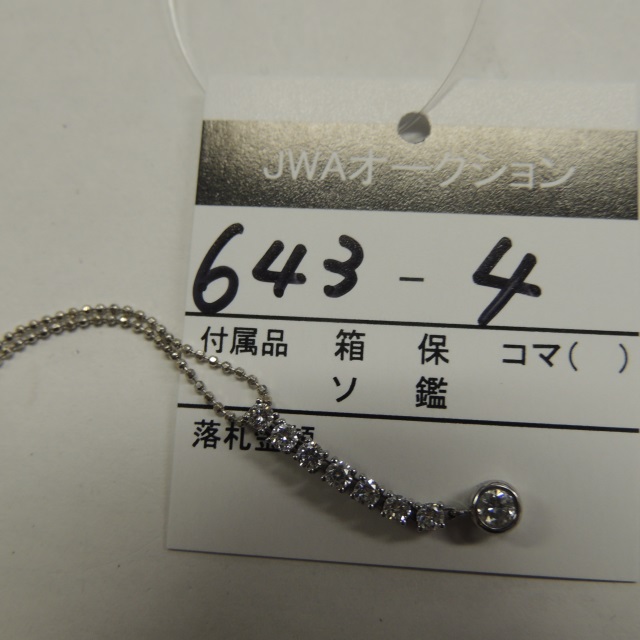 JWAオークション
643-4
付属品 箱 保 コマ( )
ソ 鑑
落札金額